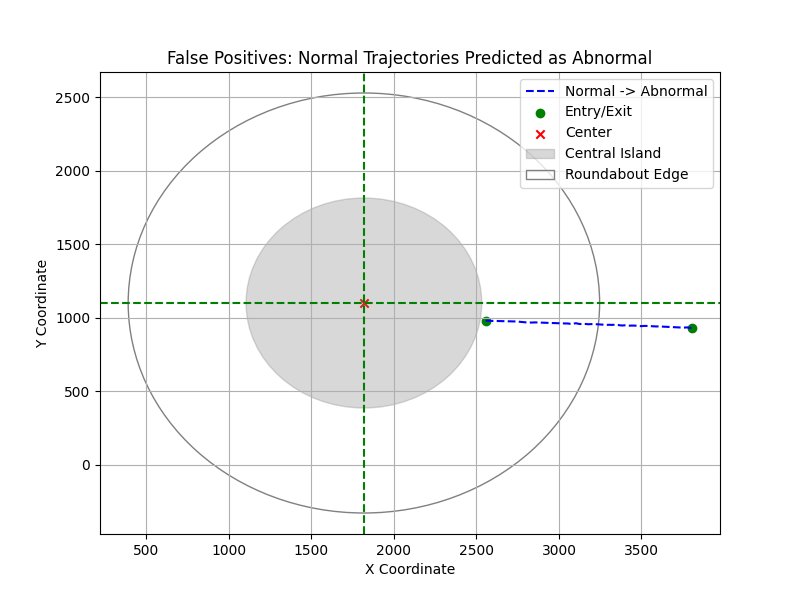 False Positives: Normal Trajectories Predicted as Abnormal
Normal -> Abnormal
Entry/Exit
Center
Central Island
Roundabout Edge
Y Coordinate
2500
2000
1500
1000
500
0
500 1000 1500 2000 2500 3000 3500
X Coordinate